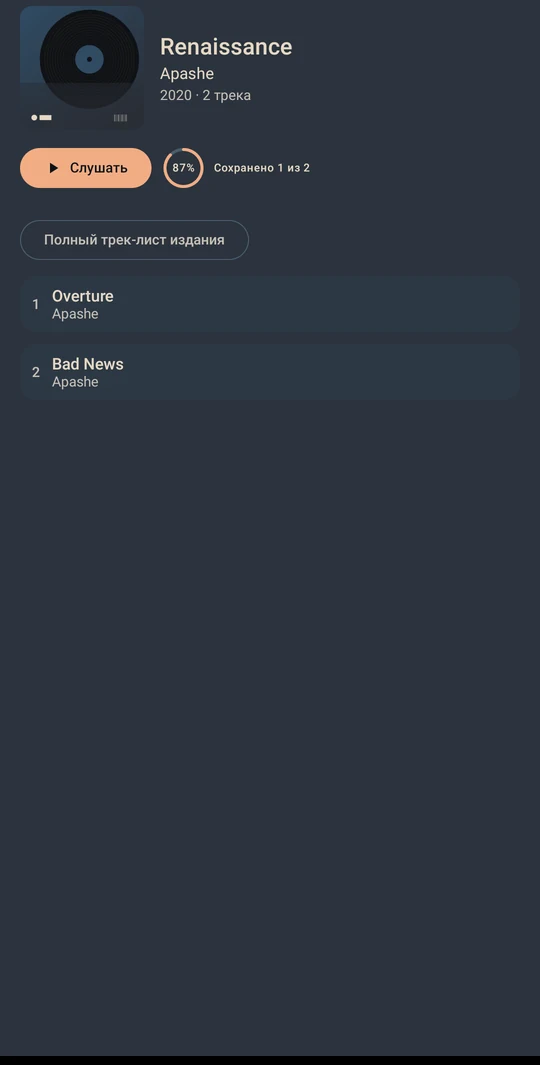 Renaissance
Apashe
2020 · 2 трека
Слушать
87%
Сохранено 1 из 2
Полный трек-лист издания
1
Overture
Apashe
2
Bad News
Apashe